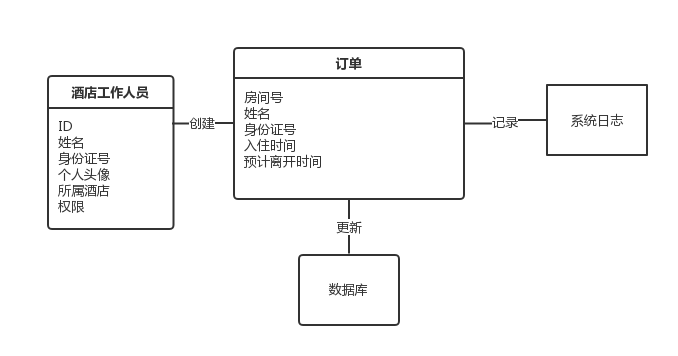 酒店工作人员
ID
姓名
身份证号
个人头像
所属酒店
权限
创建
订单
房间号
姓名
身份证号
入住时间
预计离开时间
记录
系统日志
更新
数据库